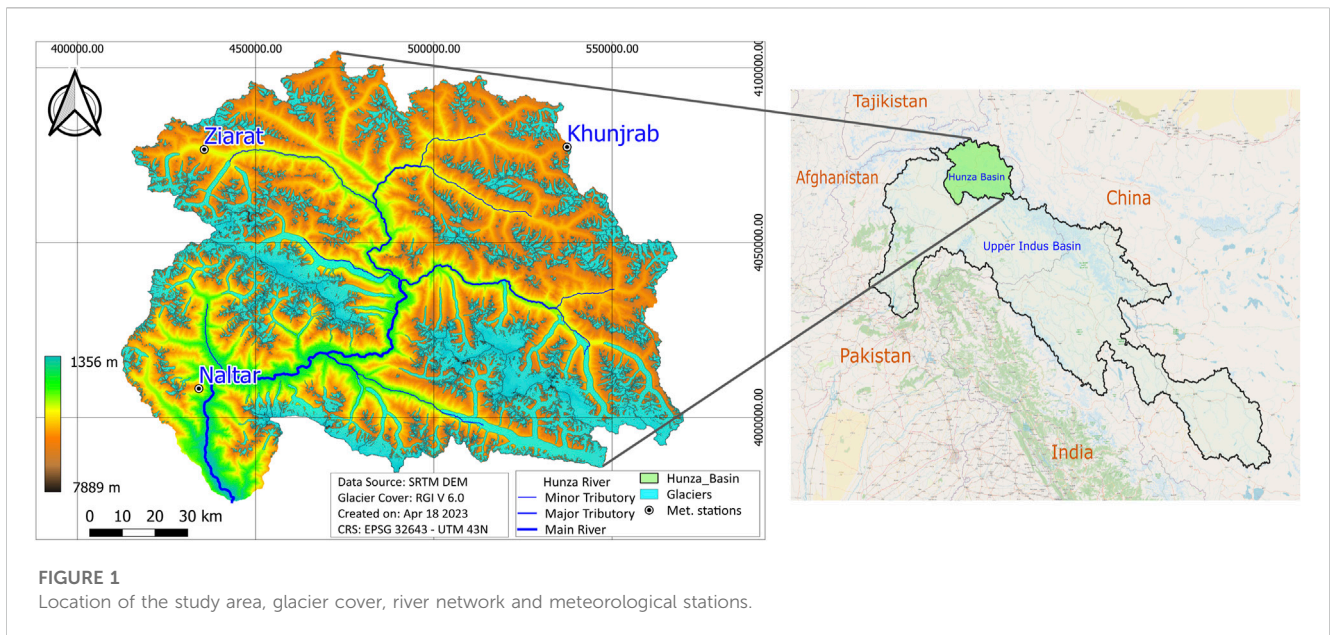 400000.00 450000.00 500000.00 550000.00
4100000.00
4050000.00
4000000.00
Ziarat
Khunjrab
Naltar
1356 m
7889 m
0 10 20 30 km
Data Source: SRTM DEM
Glacier Cover: RGI V 6.0
Created on: Apr 18 2023
CRS: EPSG 32643 - UTM 43N
Hunza River
Minor Tributary
Major Tributary
Main River
Hunza_Basin
Glaciers
Met. stations
Tajikistan
Afghanistan
Hunza Basin
China
Upper Indus Basin
Pakistan
India
FIGURE 1
Location of the study area, glacier cover, river network and meteorological stations.